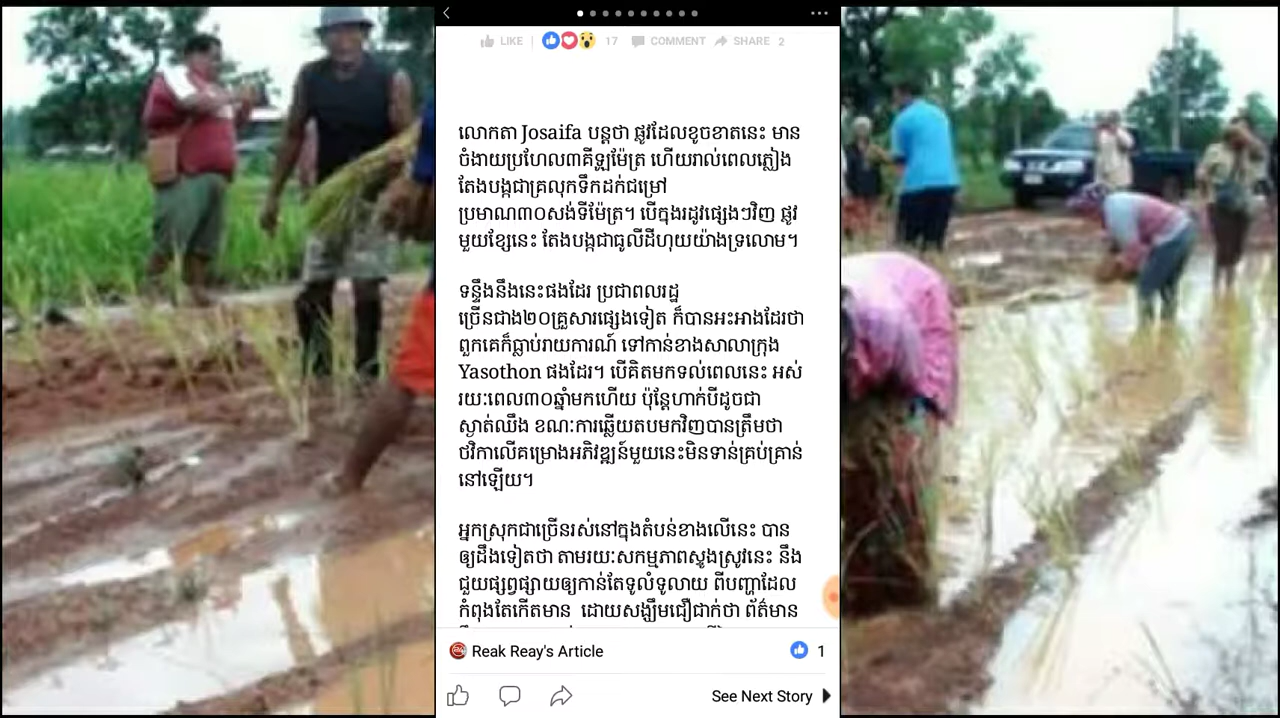 LIKE 17 COMMENT SHARE 2
លោកតា Josaifa បន្តថា ផ្លូវដែលខូចខាតនេះ មាន
ចំងាយប្រហែល៣គីឡូម៉ែត្រ ហើយរាល់ពេលភ្លៀង
តែងបង្កជាគ្រលុកទឹកដក់ជម្រៅ
ប្រមាណ៣០សង់ទីម៉ែត្រ។ បើក្នុងរដូវផ្សេងៗវិញ ផ្លូវ
មួយខ្សែនេះ តែងបង្កជាធូលីដីហុយយ៉ាងទ្រលោម។
ទន្ទឹងនឹងនេះផងដែរ ប្រជាពលរដ្ឋ
ច្រើនជាង២០គ្រួសារផ្សេងទៀត ក៏បានអះអាងដែរថា
ពួកគេក៏ធ្លាប់រាយការណ៍ ទៅកាន់ខាងសាលាក្រុង
Yasothon ផងដែរ។ បើគិតមកទល់ពេលនេះ អស់
រយៈពេល៣០ឆ្នាំមកហើយ ប៉ុន្តែហាក់បីដូចជា
ស្ងាត់ឈឹង ខណៈការឆ្លើយតបមកវិញបានត្រឹមថា
ថវិកាលើគម្រោងអភិវឌ្ឍន៍មួយនេះមិនទាន់គ្រប់គ្រាន់
នៅឡើយ។
អ្នកស្រុកជាច្រើនរស់នៅក្នុងតំបន់ខាងលើនេះ បាន
ឲ្យដឹងទៀតថា តាមរយៈសកម្មភាពស្ទូងស្រូវនេះ នឹង
ជួយផ្សព្វផ្សាយឲ្យកាន់តែទូលំទូលាយ ពីបញ្ហាដែល
កំពុងតែកើតមាន ដោយសង្ឃឹមជឿជាក់ថា ព័ត៌មាន
Reak Reay's Article 1
See Next Story